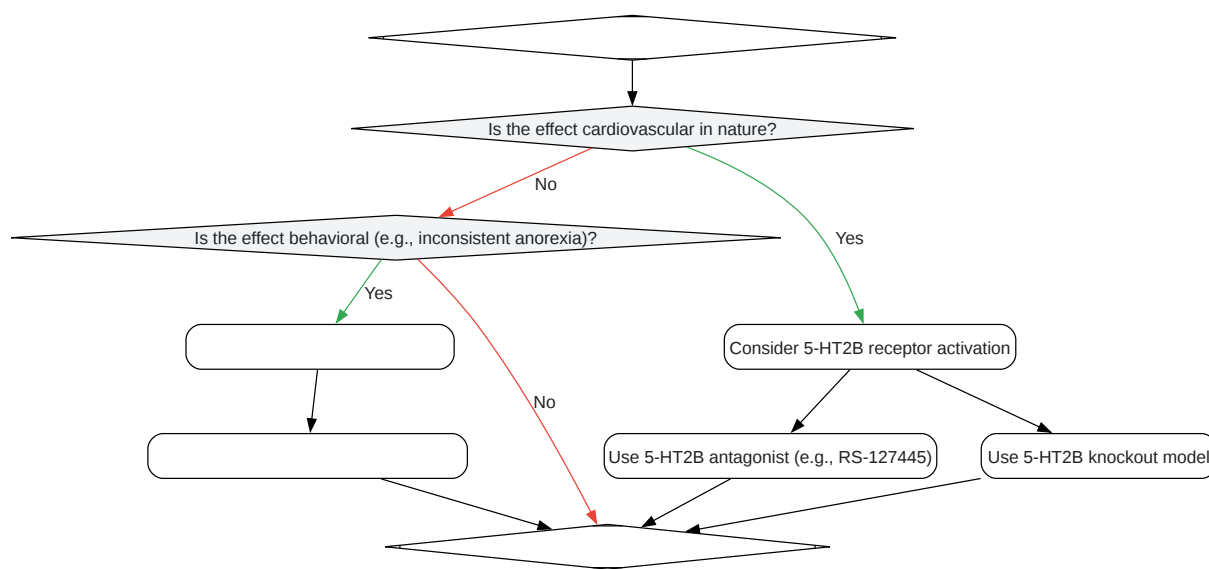 Is the effect cardiovascular in nature?
No
Is the effect behavioral (e.g., inconsistent anorexia)?
Yes
Yes
Consider 5-HT2B receptor activation
No
Use 5-HT2B antagonist (e.g., RS-127445)
Use 5-HT2B knockout model